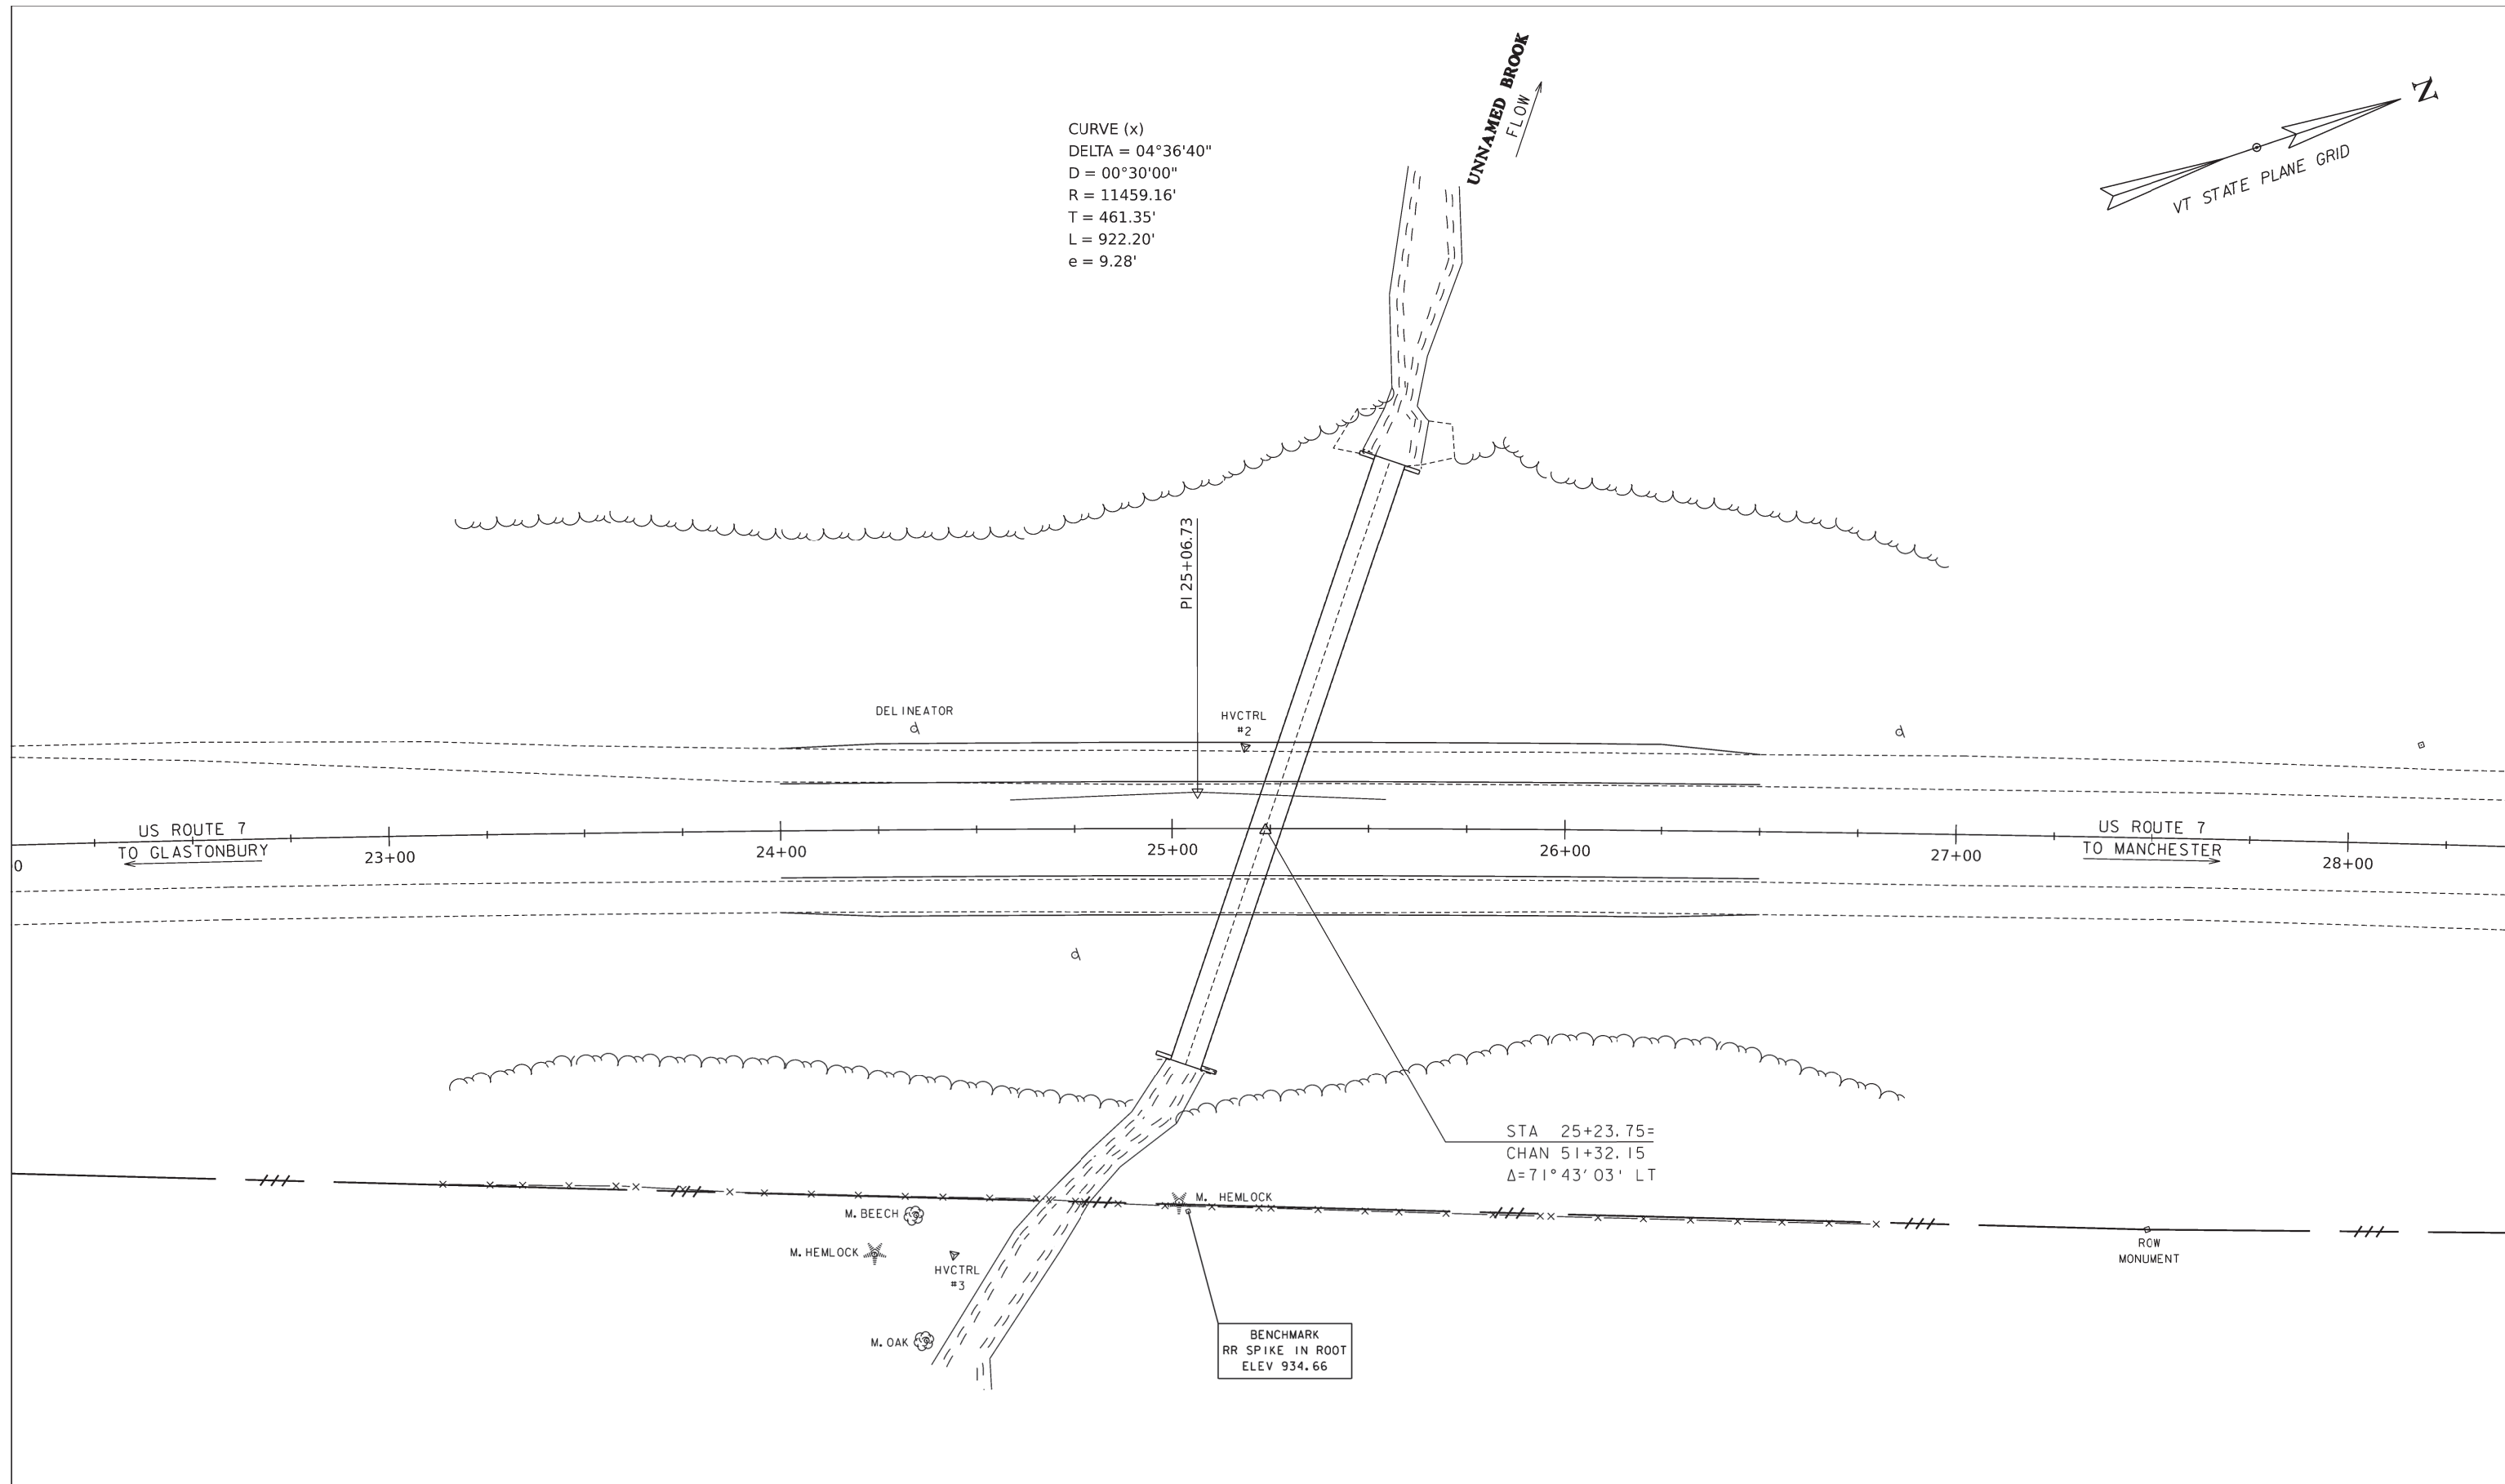 UNNAMED BROOK
FLOW
N
VT STATE PLANE GRID
CURVE (x)
DELTA = 04°36'40"
D = 00°30'00"
R = 11459.16'
T = 461.35'
L = 922.20'
e = 9.28'
PI 25+06.73
DELINEATOR
HVCTRL
#2
US ROUTE 7
TO GLASTONBURY
US ROUTE 7
TO MANCHESTER
0
23+00
24+00
25+00
26+00
27+00
28+00
STA 25+23.75=
CHAN 51+32.15
Δ=71°43'03' LT
M. HEMLOCK
M. BEECH
M. HEMLOCK
HVCTRL
#3
M. OAK
ROW
MONUMENT
BENCHMARK
RR SPIKE IN ROOT
ELEV 934.66